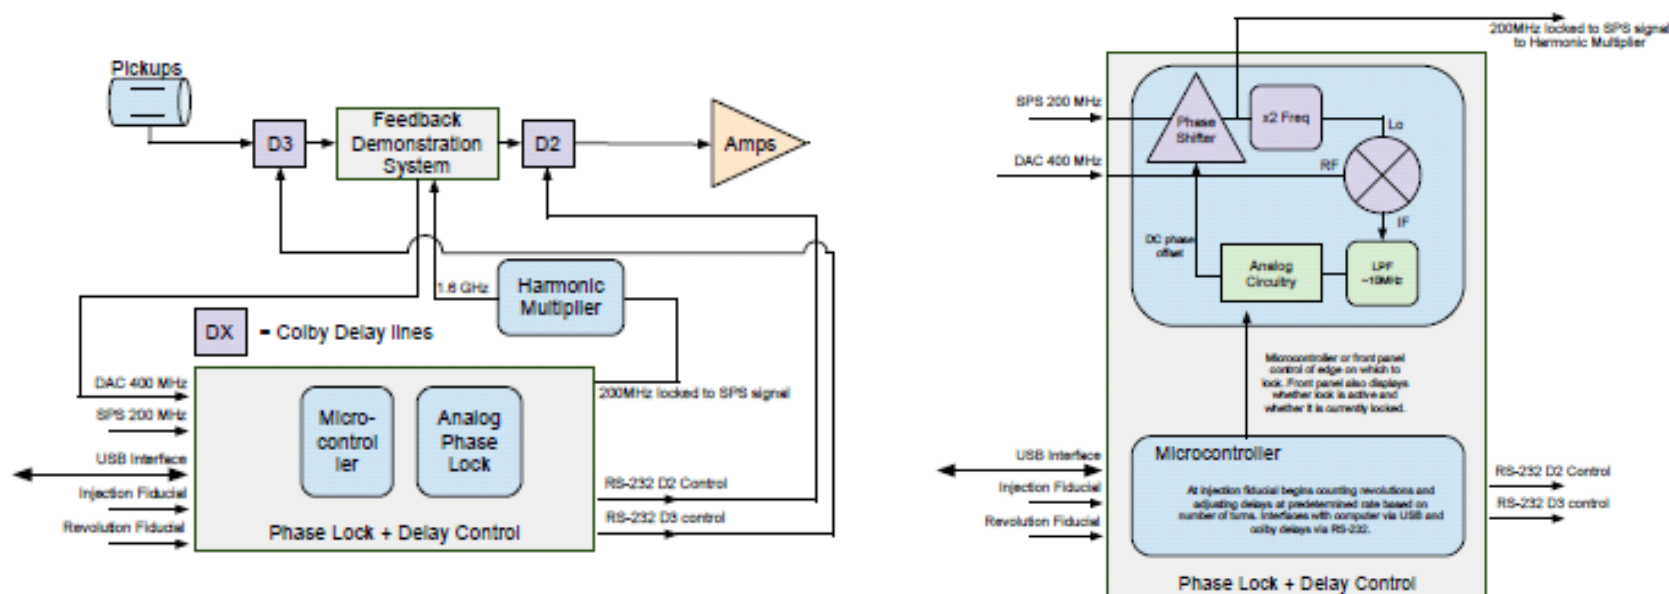 Pickups
D3
Feedback
Demonstration
System
D2
Amps
1.6 GHz
Harmonic
Multiplier
DX
= Colby Delay lines
DAC 400 MHz
SPS 200 MHz
USB Interface
Injection Fiducial
Revolution Fiducial
Micro-
control
ler
Analog
Phase
Lock
200MHz locked to SPS signal
RS-232 D2 Control
RS-232 D3 control
Phase Lock + Delay Control
200MHz locked to SPS signal
to Harmonic Multiplier
SPS 200 MHz
Phase
Shifter
x2 Freq
Lo
DAC 400 MHz
RF
IF
DC phase
offset
Analog
Circuitry
LPF
~10MHz
Microcontroller or front panel
control of edge on which to
lock. Front panel also displays
whether lock is active and
whether it is currently locked.
USB Interface
Injection Fiducial
Revolution Fiducial
Microcontroller
At injection fiducial begins counting revolutions and
adjusting delays at predetermined rate based on
number of turns. Interfaces with computer via USB and
colby delays via RS-232.
RS-232 D2 Control
RS-232 D3 control
Phase Lock + Delay Control